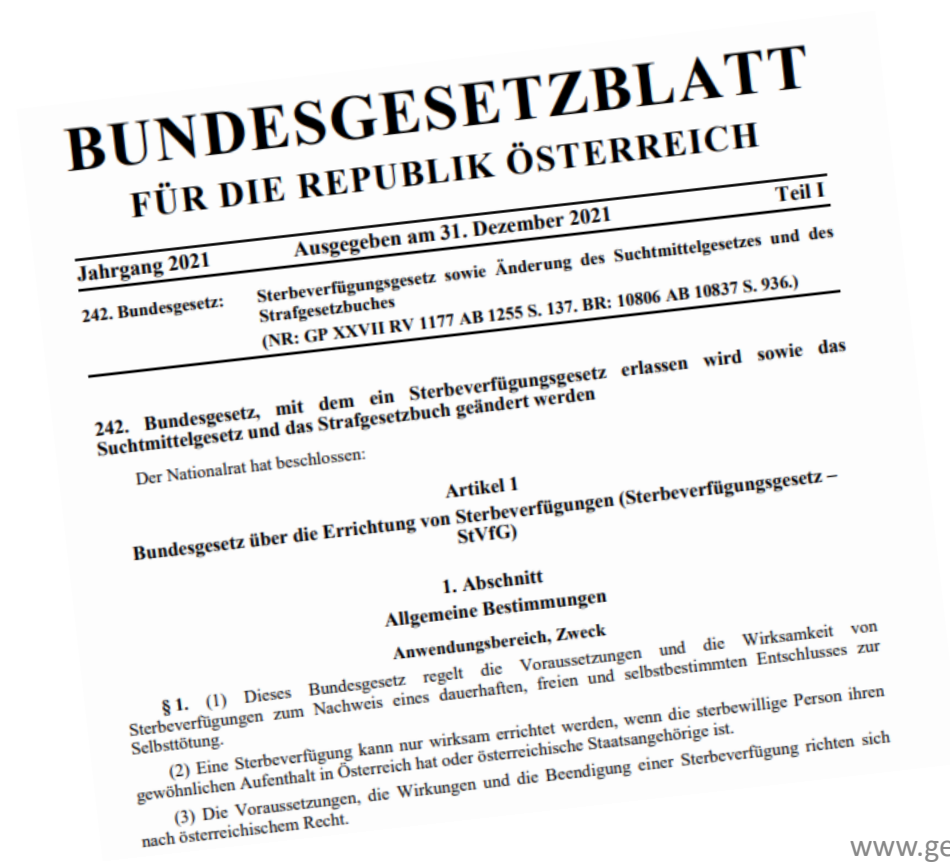 BUNDESGESETZBLATT
FÜR DIE REPUBLIK ÖSTERREICH
Jahrgang 2021 Ausgegeben am 31. Dezember 2021 Teil I
242. Bundesgesetz: Sterbeverfügungsgesetz sowie Änderung des Suchtmittelgesetzes und des
Strafgesetzbuches
(NR: GP XXVII RV 1177 AB 1255 S. 137. BR: 10806 AB 10837 S. 936.)
242. Bundesgesetz, mit dem ein Sterbeverfügungsgesetz erlassen wird sowie das
Suchtmittelgesetz und das Strafgesetzbuch geändert werden
Der Nationalrat hat beschlossen:
Artikel 1
Bundesgesetz über die Errichtung von Sterbeverfügungen (Sterbeverfügungsgesetz –
StVfG)
1. Abschnitt
Allgemeine Bestimmungen
Anwendungsbereich, Zweck
§ 1. (1) Dieses Bundesgesetz regelt die Voraussetzungen und die Wirksamkeit von
Sterbeverfügungen zum Nachweis eines dauerhaften, freien und selbstbestimmten Entschlusses zur
Selbsttötung.
(2) Eine Sterbeverfügung kann nur wirksam errichtet werden, wenn die sterbewillige Person ihren
gewöhnlichen Aufenthalt in Österreich hat oder österreichische Staatsangehörige ist.
(3) Die Voraussetzungen, die Wirkungen und die Beendigung einer Sterbeverfügung richten sich
nach österreichischem Recht.
www.ge